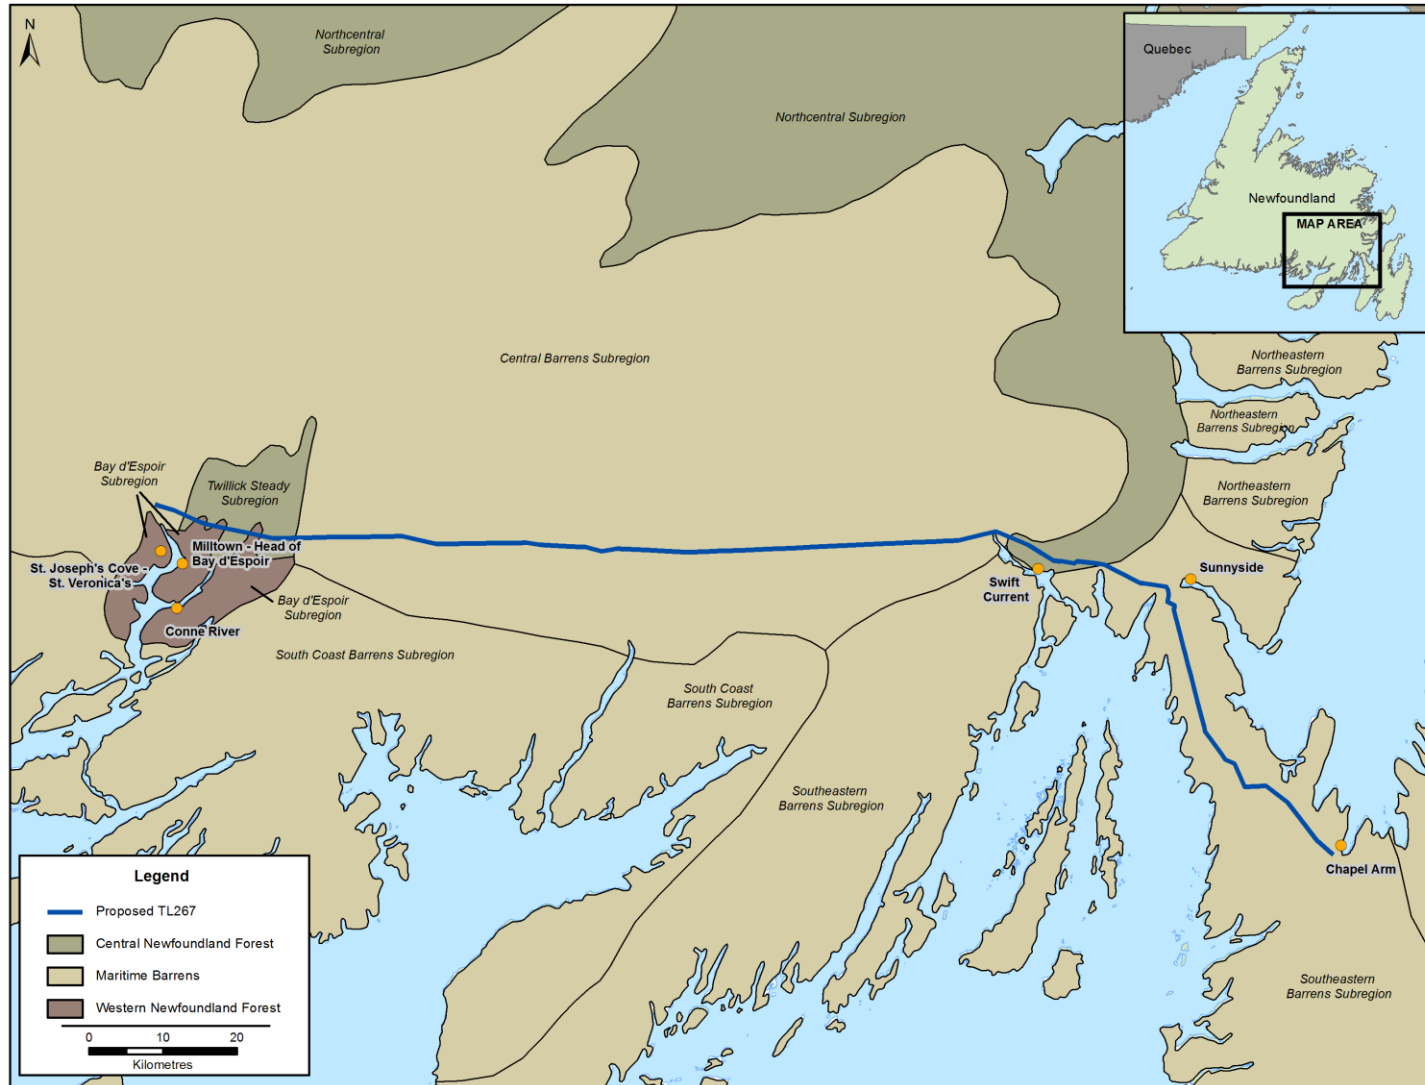 N
Northcentral
Subregion
Northcentral Subregion
Quebec
Newfoundland
MAP AREA
Central Barrens Subregion
Northeastern
Barrens Subregion
Northeastern
Barrens Subregion
Northeastern
Barrens Subregion
Bay d'Espoir
Subregion
Twillick Steady
Subregion
Milltown - Head of
Bay d'Espoir
St. Joseph's Cove -
St. Veronica's
Bay d'Espoir
Subregion
Conne River
Swift
Current
Sunnyside
South Coast Barrens Subregion
South Coast
Barrens Subregion
Southeastern
Barrens Subregion
Chapel Arm
Southeastern
Barrens Subregion
Legend
Proposed TL267
Central Newfoundland Forest
Maritime Barrens
Western Newfoundland Forest
0 10 20
Kilometres